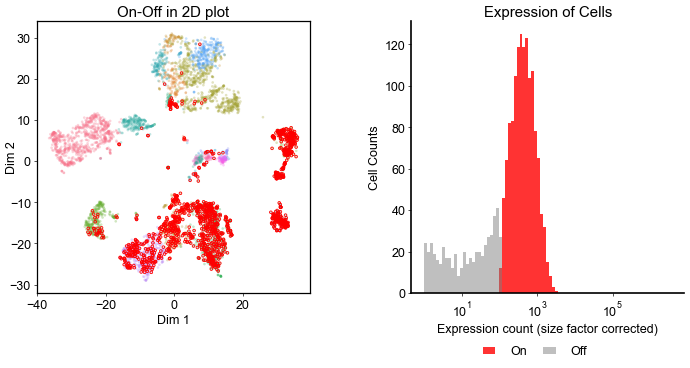 On-Off in 2D plot
Expression of Cells
30
20
10
0
−10
−20
−30
Dim 2
−40
−20
0
20
Dim 1
120
100
80
60
40
20
0
Cell Counts
10^1
10^3
10^5
Expression count (size factor corrected)
On
Off